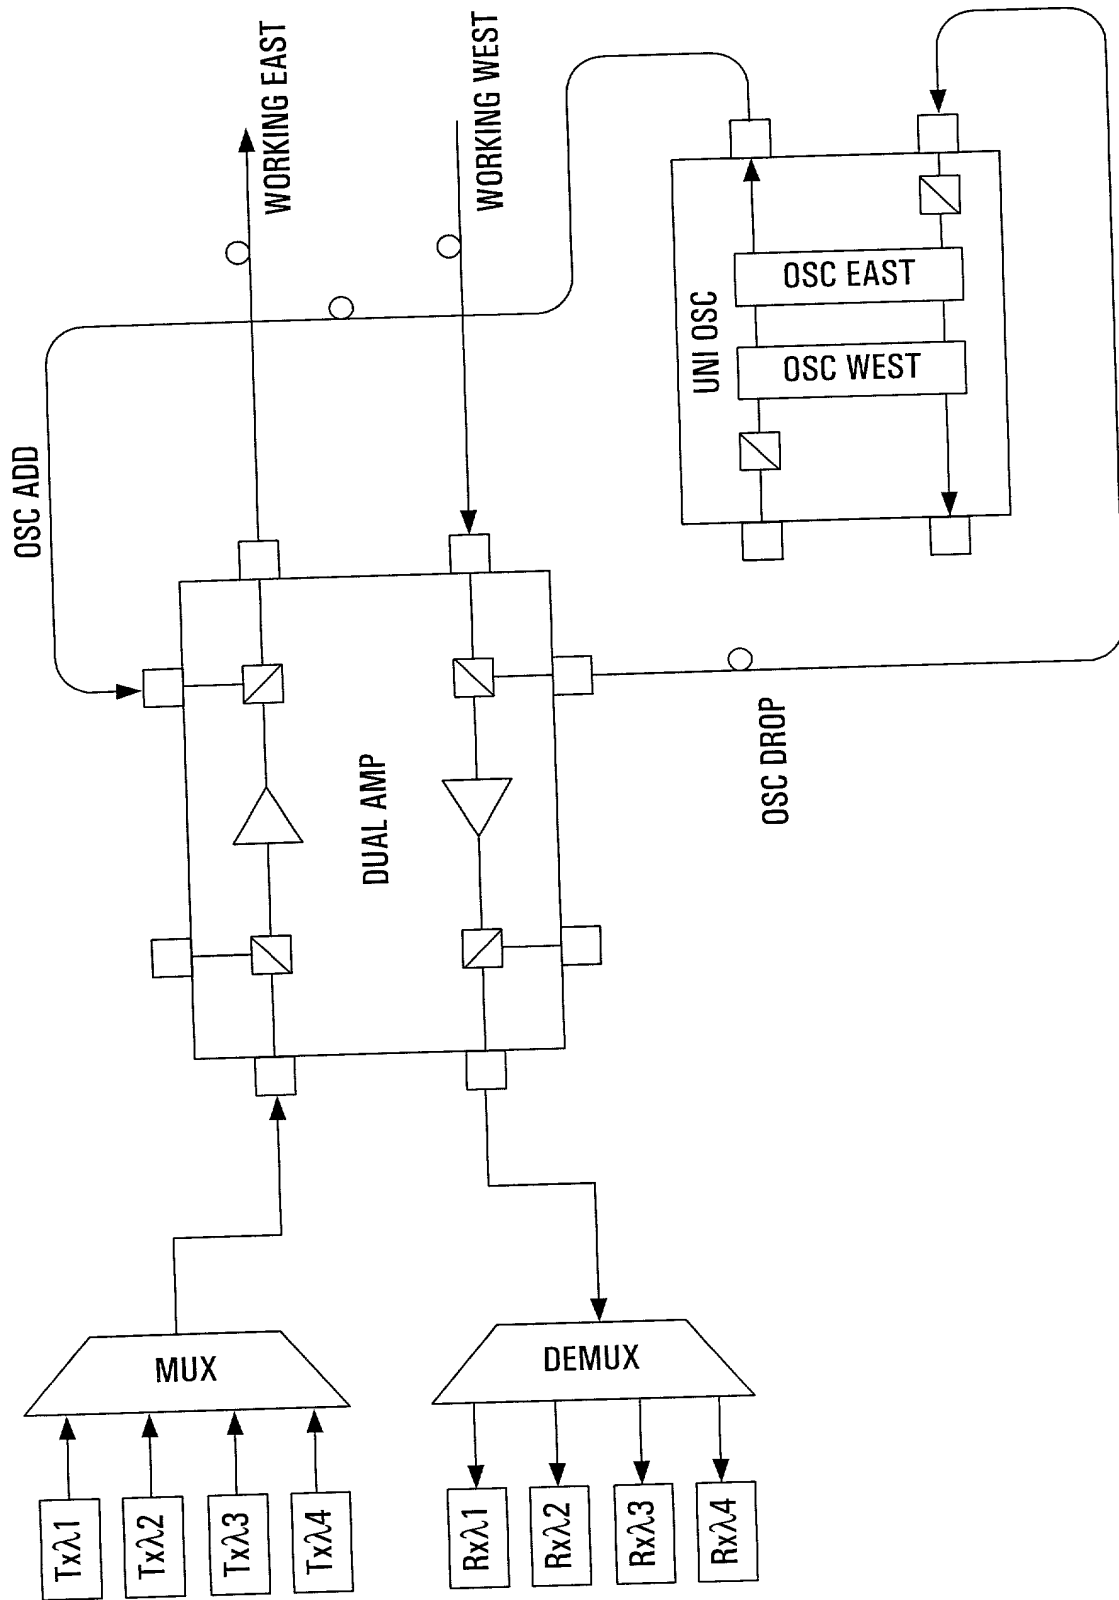 Txλ1
Txλ2
Txλ3
Txλ4
MUX
Rxλ1
Rxλ2
Rxλ3
Rxλ4
DEMUX
DUAL AMP
OSC ADD
OSC DROP
WORKING EAST
WORKING WEST
UNI OSC
OSC WEST
OSC EAST